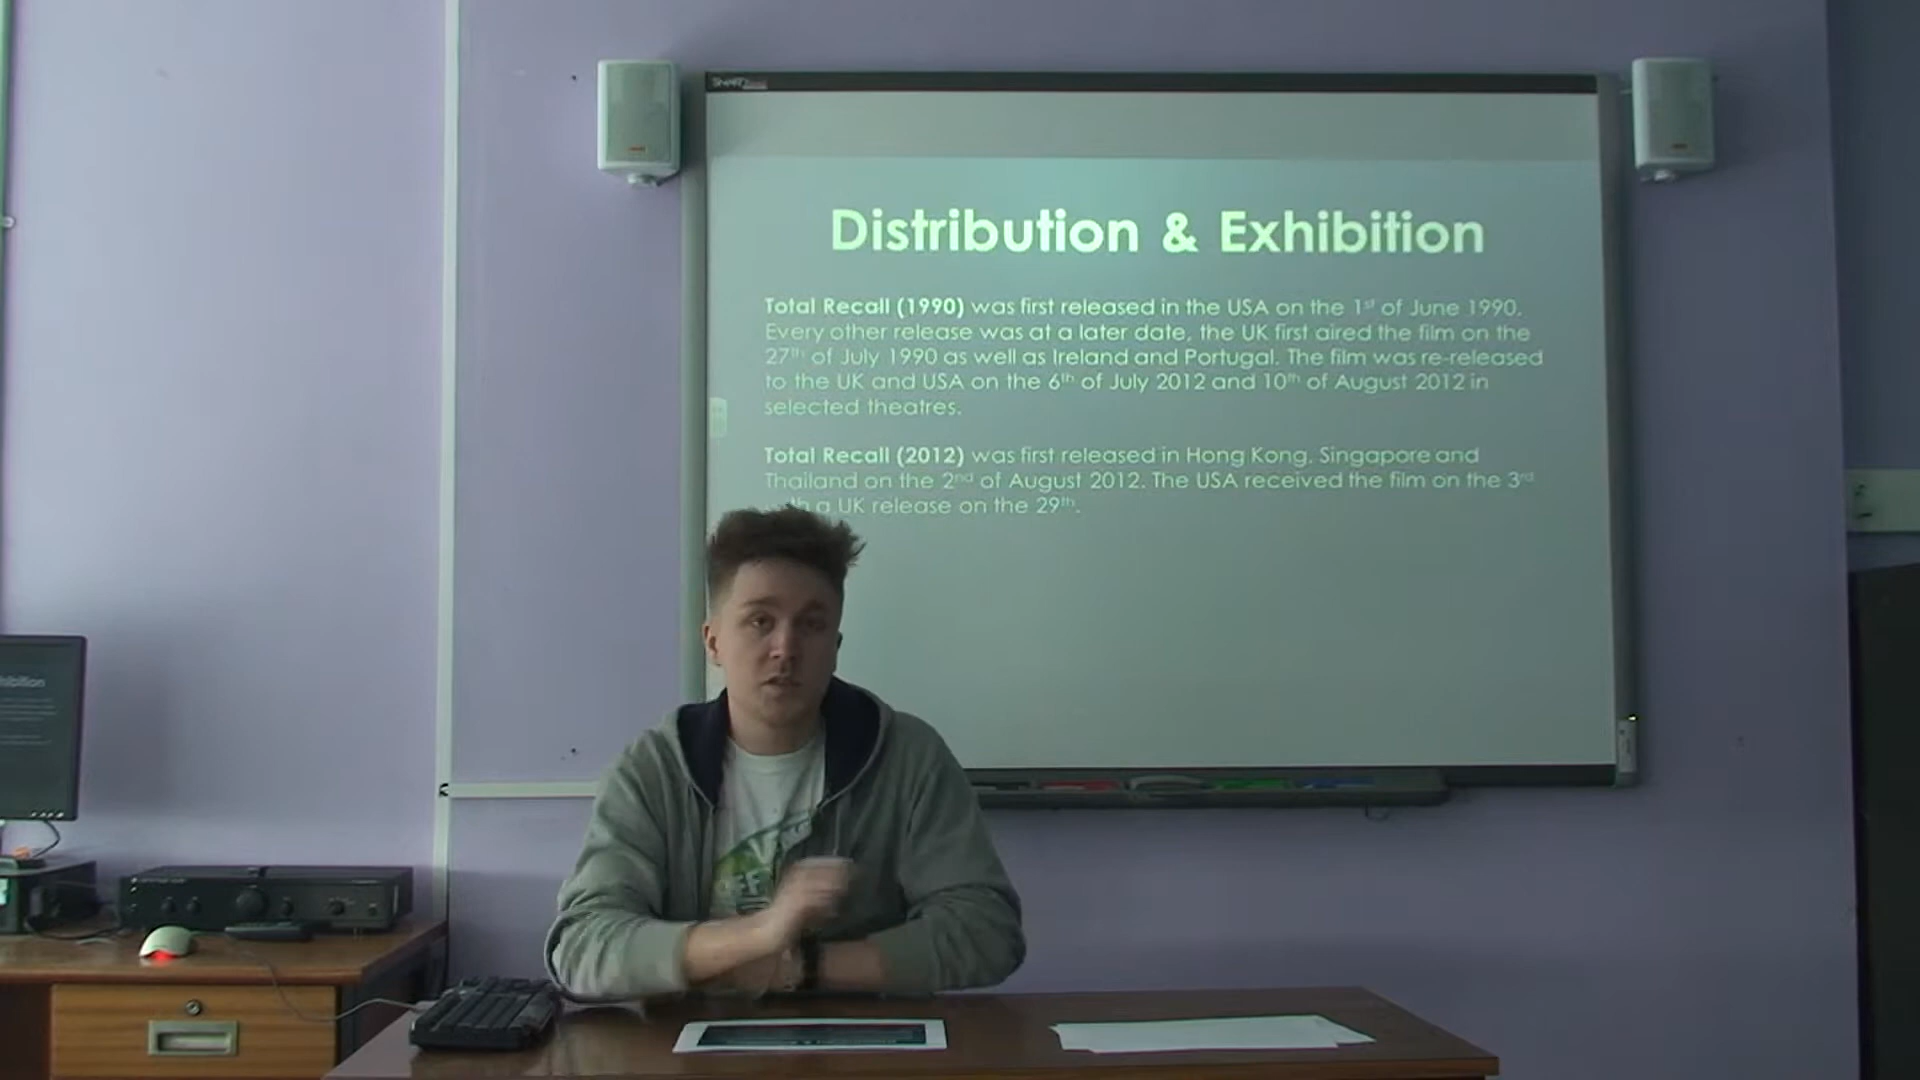 SMART
Distribution & Exhibition
Total Recall (1990) was first released in the USA on the 1st of June 1990.
Every other release was at a later date, the UK first aired the film on the
27th of July 1990 as well as Ireland and Portugal. The film was re-released
to the UK and USA on the 6th of July 2012 and 10th of August 2012 in
selected theatres.
Total Recall (2012) was first released in Hong Kong, Singapore and
Thailand on the 2nd of August 2012. The USA received the film on the 3rd
with a UK release on the 29th.